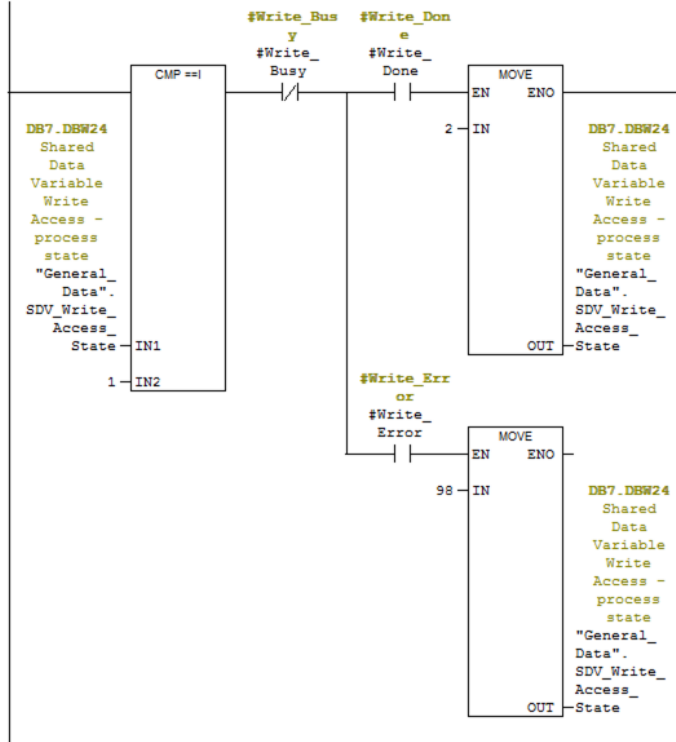 #Write_Bus
y
#Write_
Busy
#Write_Don
e
#Write_
Done
CMP ==I
MOVE
EN ENO
DB7.DBW24
Shared
Data
Variable
Write
Access -
process
state
"General_
Data".
SDV_Write_
Access_
State
IN1
1
IN2
2
IN
DB7.DBW24
Shared
Data
Variable
Write
Access -
process
state
"General_
Data".
SDV_Write_
Access_
OUT
State
#Write_Err
or
#Write_
Error
MOVE
EN ENO
98
IN
DB7.DBW24
Shared
Data
Variable
Write
Access -
process
state
"General_
Data".
SDV_Write_
Access_
OUT
State